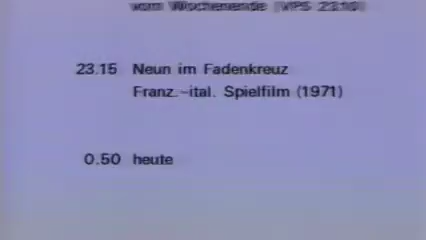 vom Wochenende (VPS 23.10)
23.15 Neun im Fadenkreuz
Franz.-ital. Spielfilm (1971)
0.50 heute